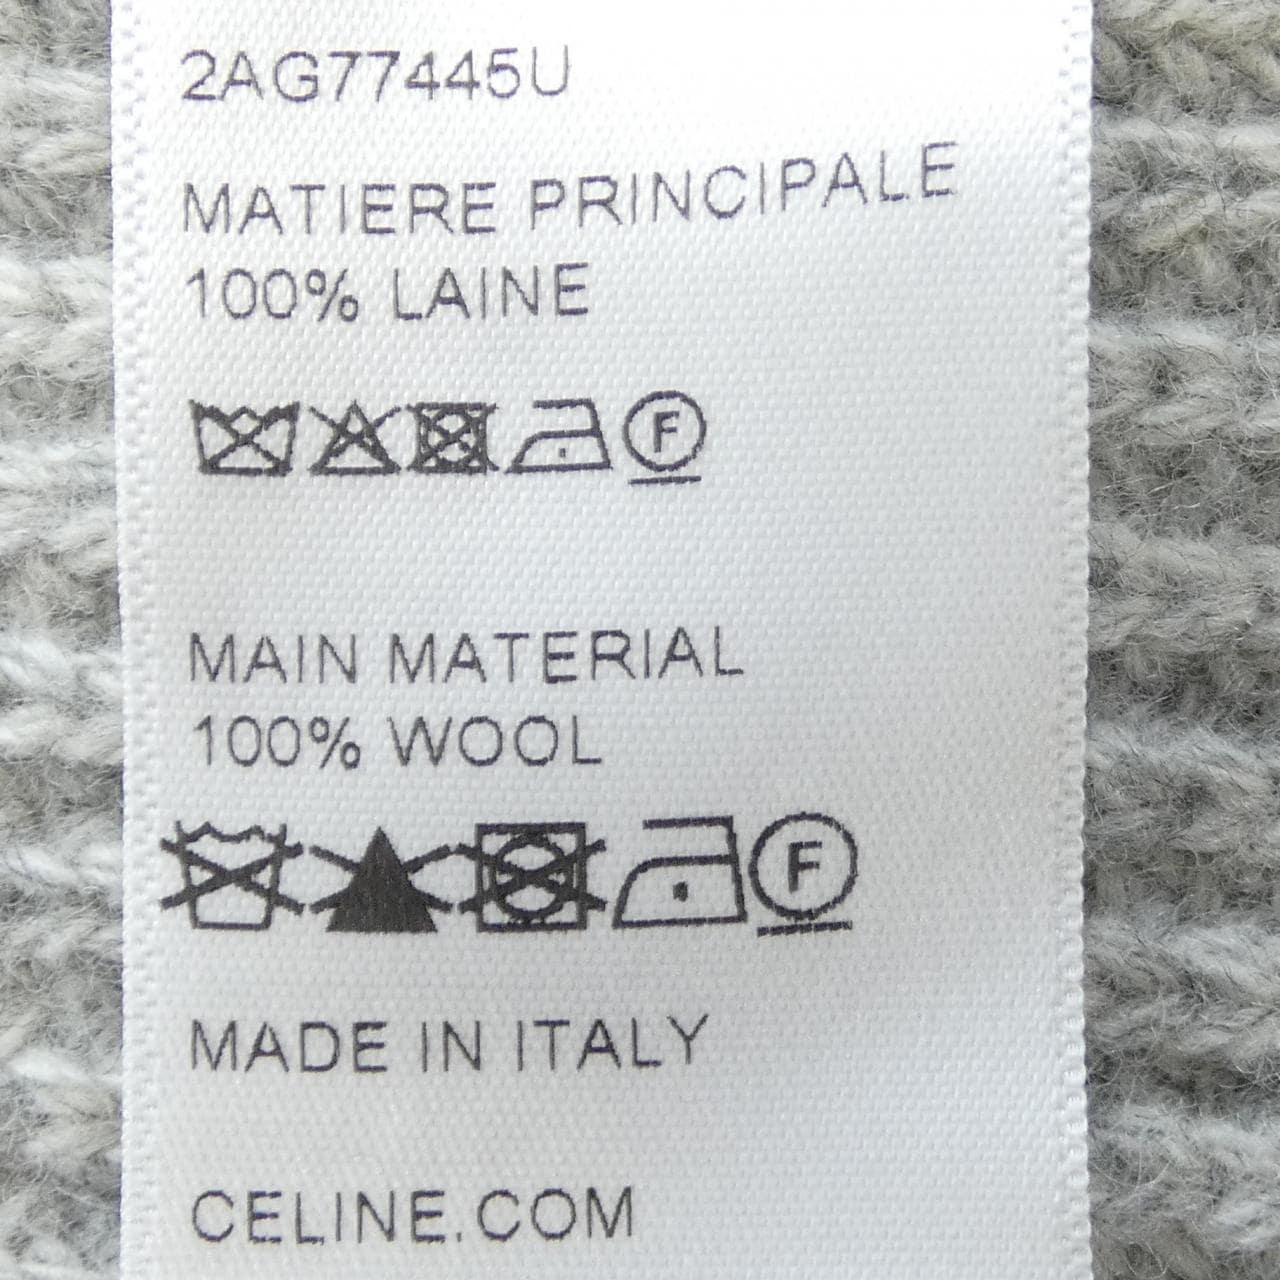 2AG77445U
MATIERE PRINCIPALE
100% LAINE
F
MAIN MATERIAL
100% WOOL
F
MADE IN ITALY
CELINE.COM